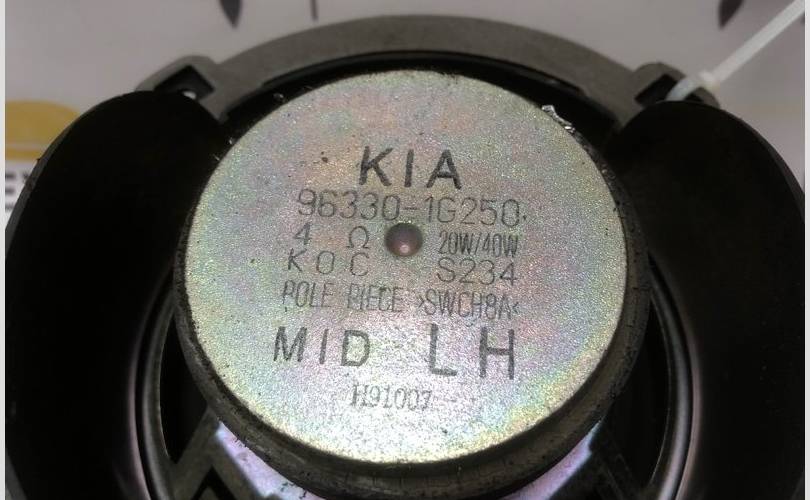 KIA
96330-1G250
4 Ω 20W/40W
KOC S234
POLE PIECE >SWCH8A<
MID LH
H91007